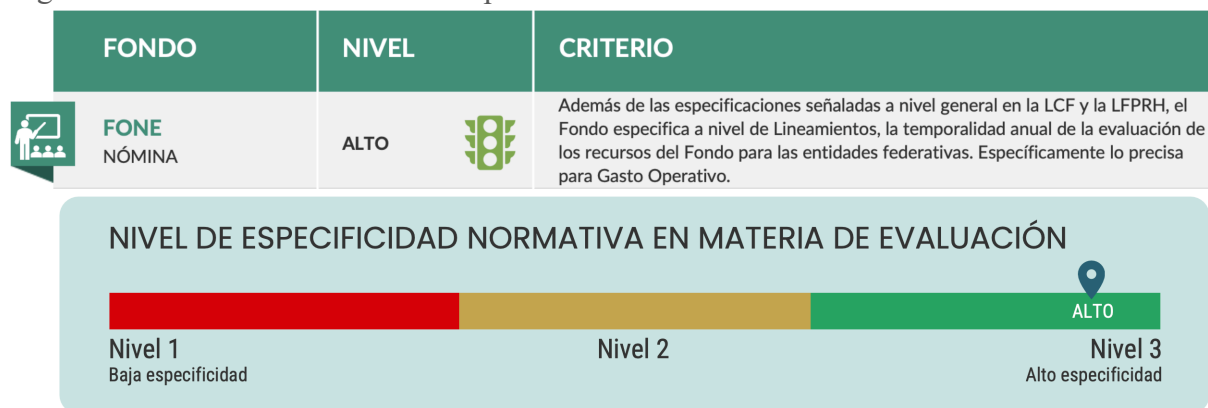 FONDO NIVEL CRITERIO
FONE
NÓMINA
ALTO
Además de las especificaciones señaladas a nivel general en la LCF y la LFPRH, el
Fondo especifica a nivel de Lineamientos, la temporalidad anual de la evaluación de
los recursos del Fondo para las entidades federativas. Específicamente lo precisa
para Gasto Operativo.
NIVEL DE ESPECIFICIDAD NORMATIVA EN MATERIA DE EVALUACIÓN
ALTO
Nivel 1 Nivel 2 Nivel 3
Baja especificidad Alto especificidad